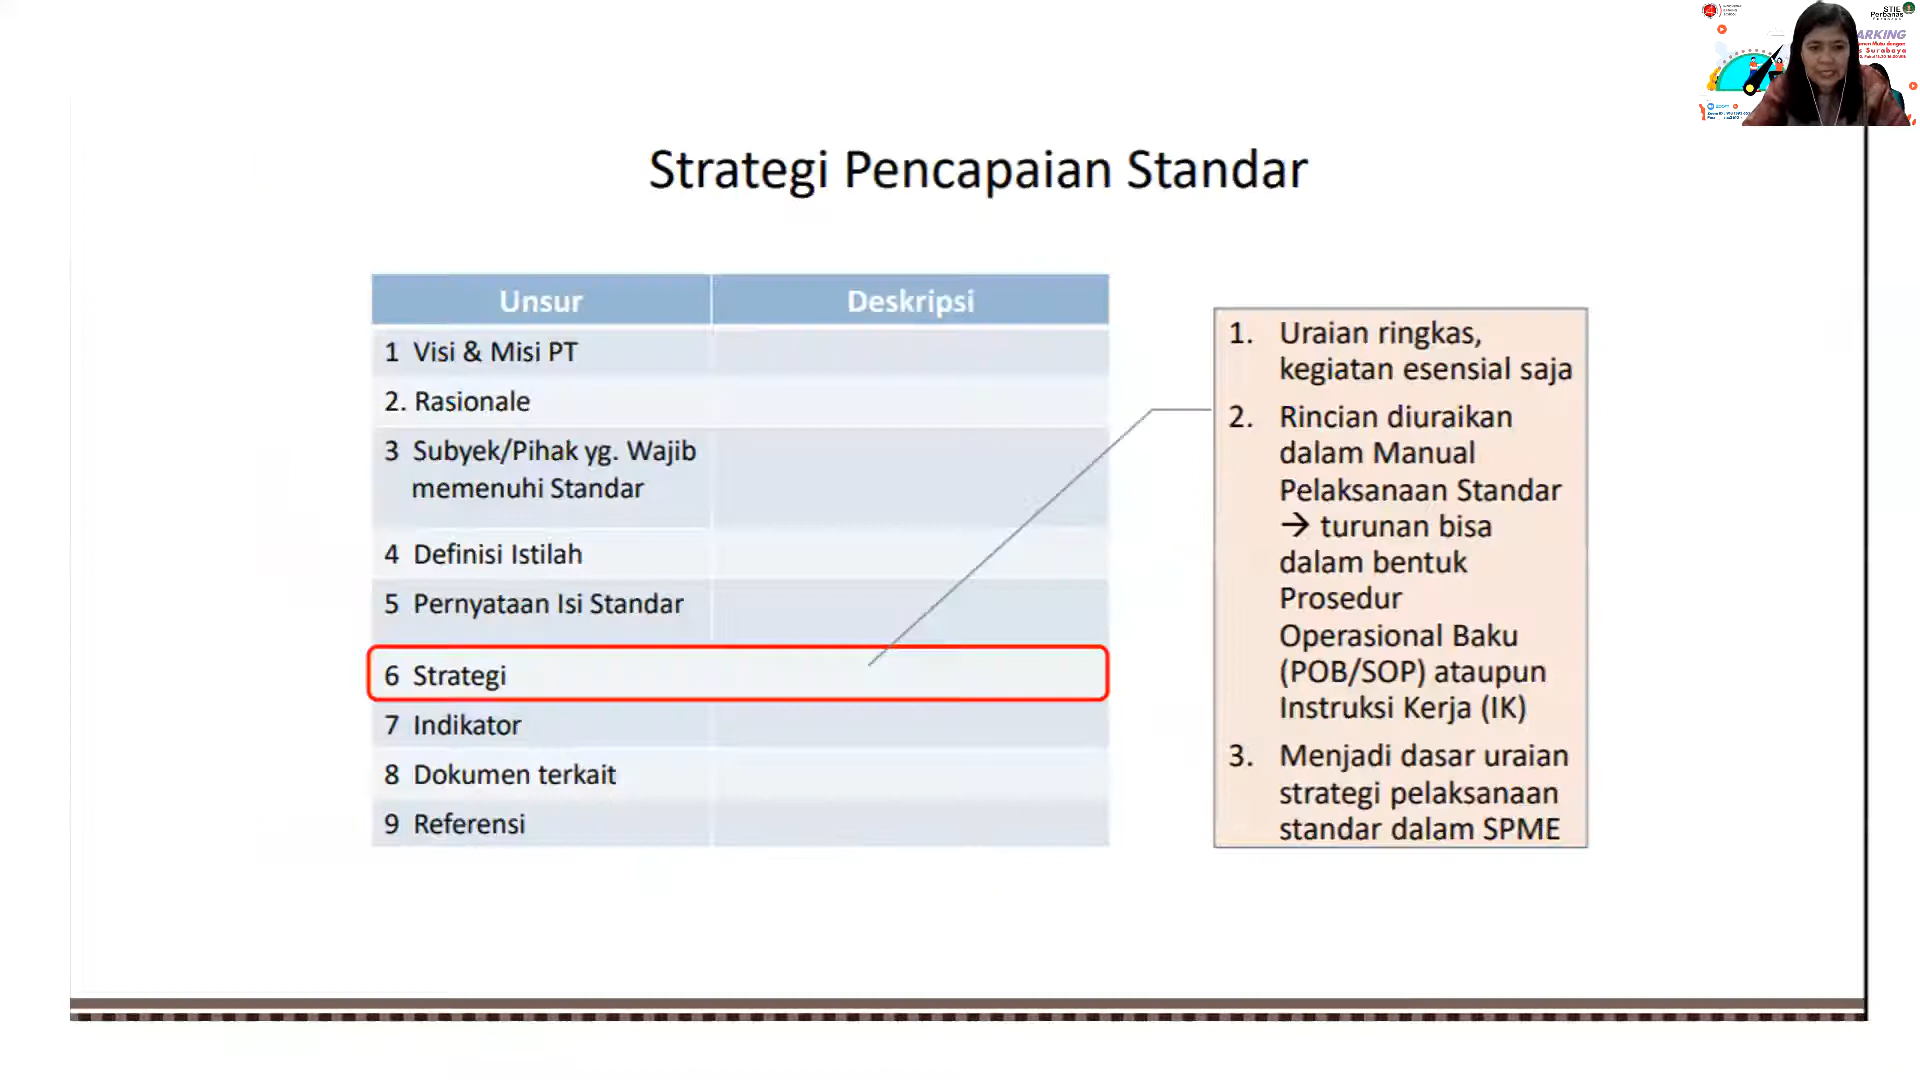 STIE
Perbanas
ARKING
Strategi Pencapaian Standar
Unsur Deskripsi
1 Visi & Misi PT
2. Rasionale
3 Subyek/Pihak yg. Wajib
memenuhi Standar
4 Definisi Istilah
5 Pernyataan Isi Standar
6 Strategi
7 Indikator
8 Dokumen terkait
9 Referensi
1. Uraian ringkas,
kegiatan esensial saja
2. Rincian diuraikan
dalam Manual
Pelaksanaan Standar
→ turunan bisa
dalam bentuk
Prosedur
Operasional Baku
(POB/SOP) ataupun
Instruksi Kerja (IK)
3. Menjadi dasar uraian
strategi pelaksanaan
standar dalam SPME